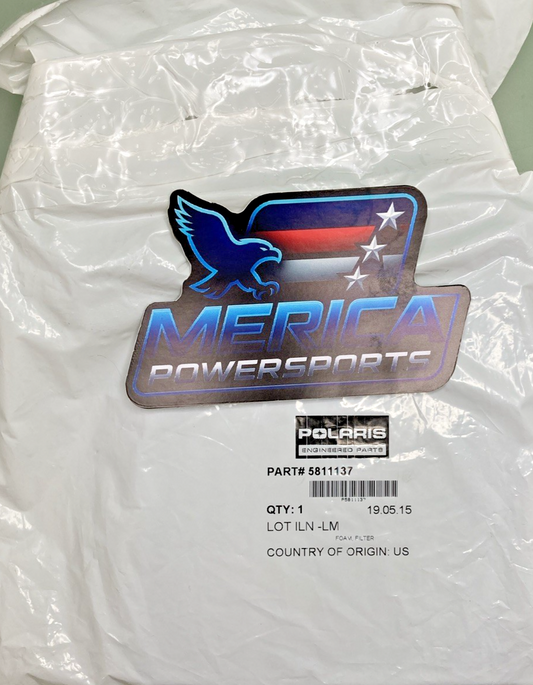 MERICA
POWERSPORTS
POLARIS
ENGINEERED PARTS
PART# 5811137
P5811137
QTY: 1 19.05.15
LOT ILN -LM
FOAM, FILTER
COUNTRY OF ORIGIN: US